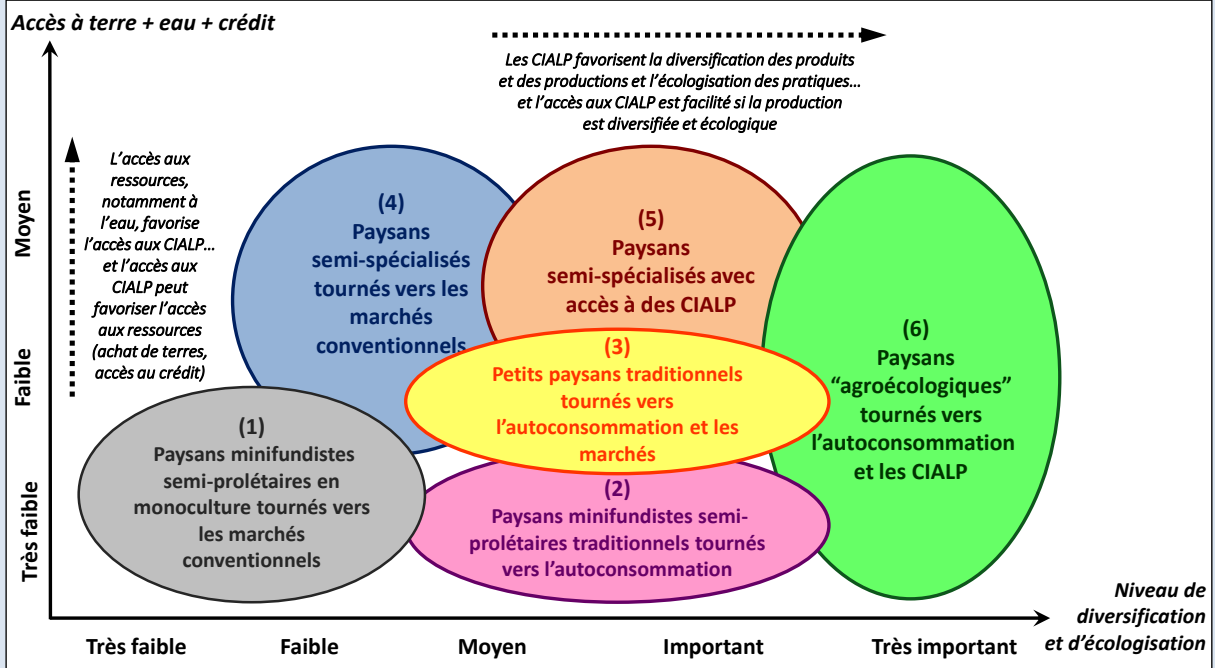 Accès à terre + eau + crédit
Les CIALP favorisent la diversification des produits
et des productions et l'écologisation des pratiques...
et l'accès aux CIALP est facilité si la production
est diversifiée et écologique
L'accès aux
ressources,
notamment à
l'eau, favorise
l'accès aux CIALP...
et l'accès aux
CIALP peut
favoriser l'accès
aux ressources
(achat de terres,
accès au crédit)
Moyen
Faible
Très faible
(4)
Paysans
semi-spécialisés
tournés vers les
marchés
conventionnels
(5)
Paysans
semi-spécialisés avec
accès à des CIALP
(6)
Paysans
“agroécologiques”
tournés vers
l'autoconsommation
et les CIALP
(3)
Petits paysans traditionnels
tournés vers
l'autoconsommation et les
marchés
(1)
Paysans minifundistes
semi-prolétaires en
monoculture tournés vers
les marchés
conventionnels
(2)
Paysans minifundistes semi-
prolétaires traditionnels tournés
vers l'autoconsommation
Très faible
Faible
Moyen
Important
Très important
Niveau de
diversification
et d'écologisation